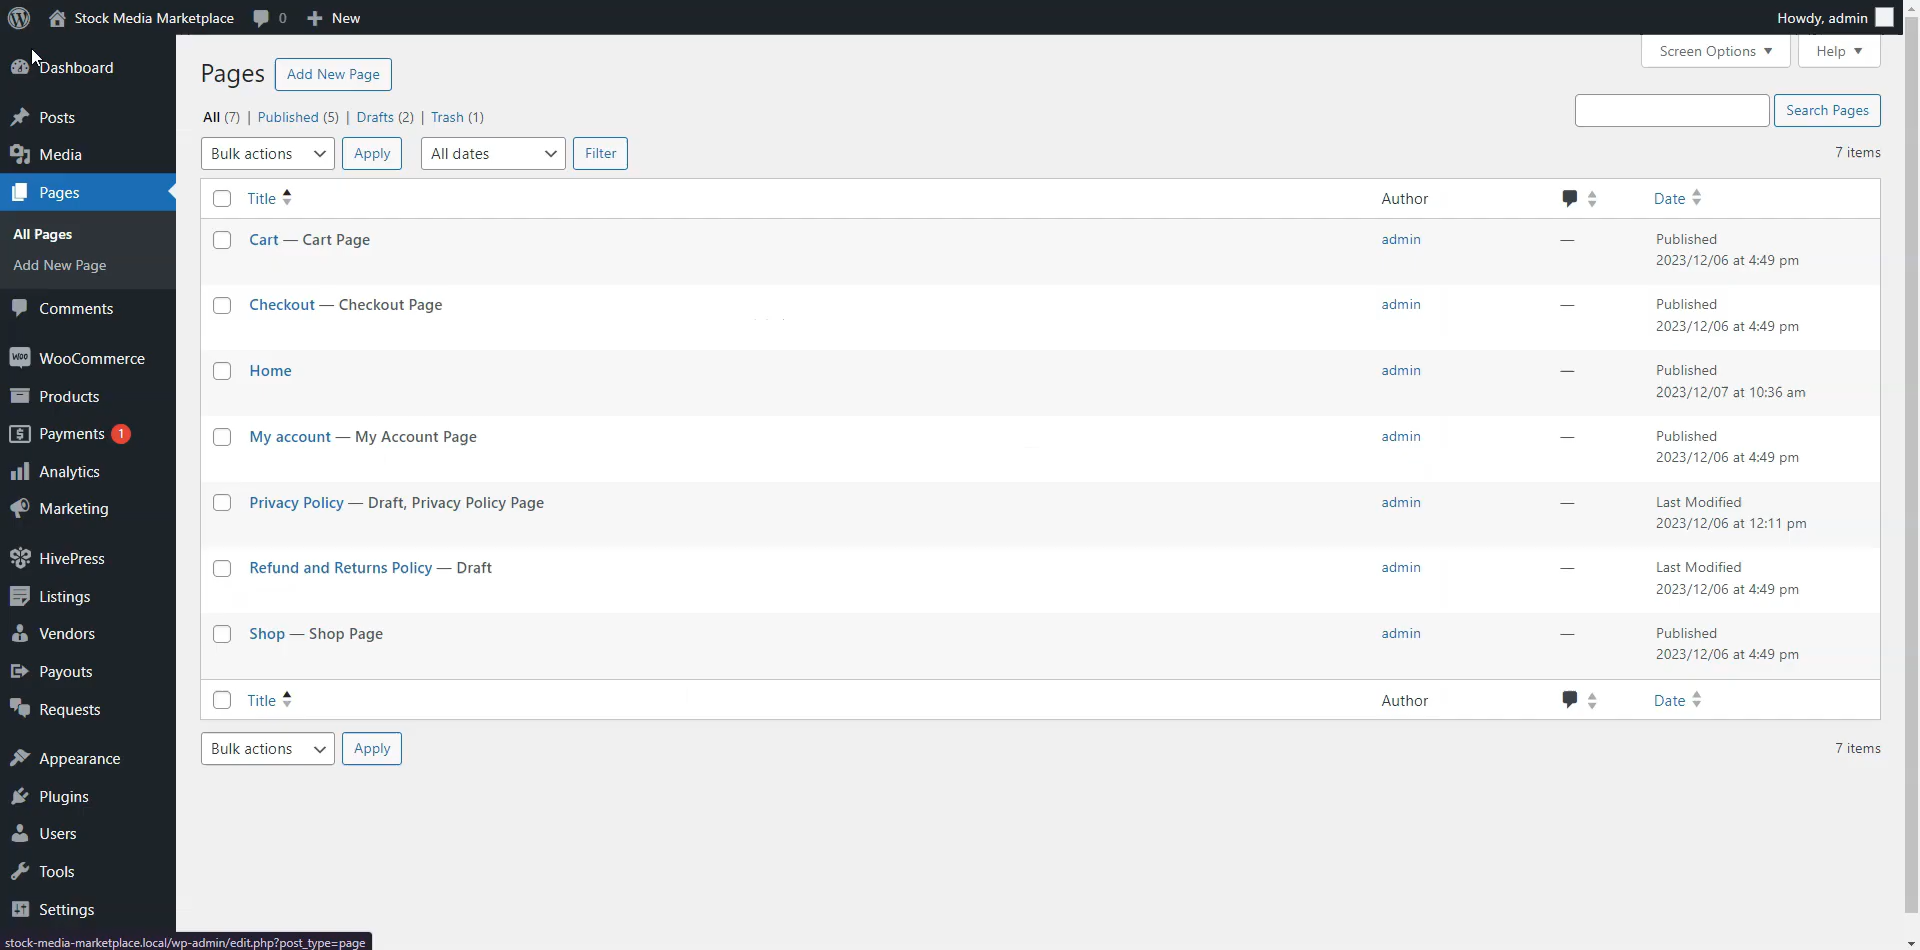 Stock Media Marketplace 0 New Howdy, admin
Dashboard
Posts
Media
Pages
All Pages
Add New Page
Comments
WooCommerce
Products
Payments 1
Analytics
Marketing
HivePress
Listings
Vendors
Payouts
Requests
Appearance
Plugins
Users
Tools
Settings
Screen Options Help
Pages Add New Page
All (7) | Published (5) | Drafts (2) | Trash (1)
Search Pages
Bulk actions Apply All dates Filter
7 items
Title Author Date
Cart — Cart Page admin — Published
2023/12/06 at 4:49 pm
Checkout — Checkout Page admin — Published
2023/12/06 at 4:49 pm
Home admin — Published
2023/12/07 at 10:36 am
My account — My Account Page admin — Published
2023/12/06 at 4:49 pm
Privacy Policy — Draft, Privacy Policy Page admin — Last Modified
2023/12/06 at 12:11 pm
Refund and Returns Policy — Draft admin — Last Modified
2023/12/06 at 4:49 pm
Shop — Shop Page admin — Published
2023/12/06 at 4:49 pm
Title Author Date
Bulk actions Apply
7 items
stock-media-marketplace.local/wp-admin/edit.php?post_type=page